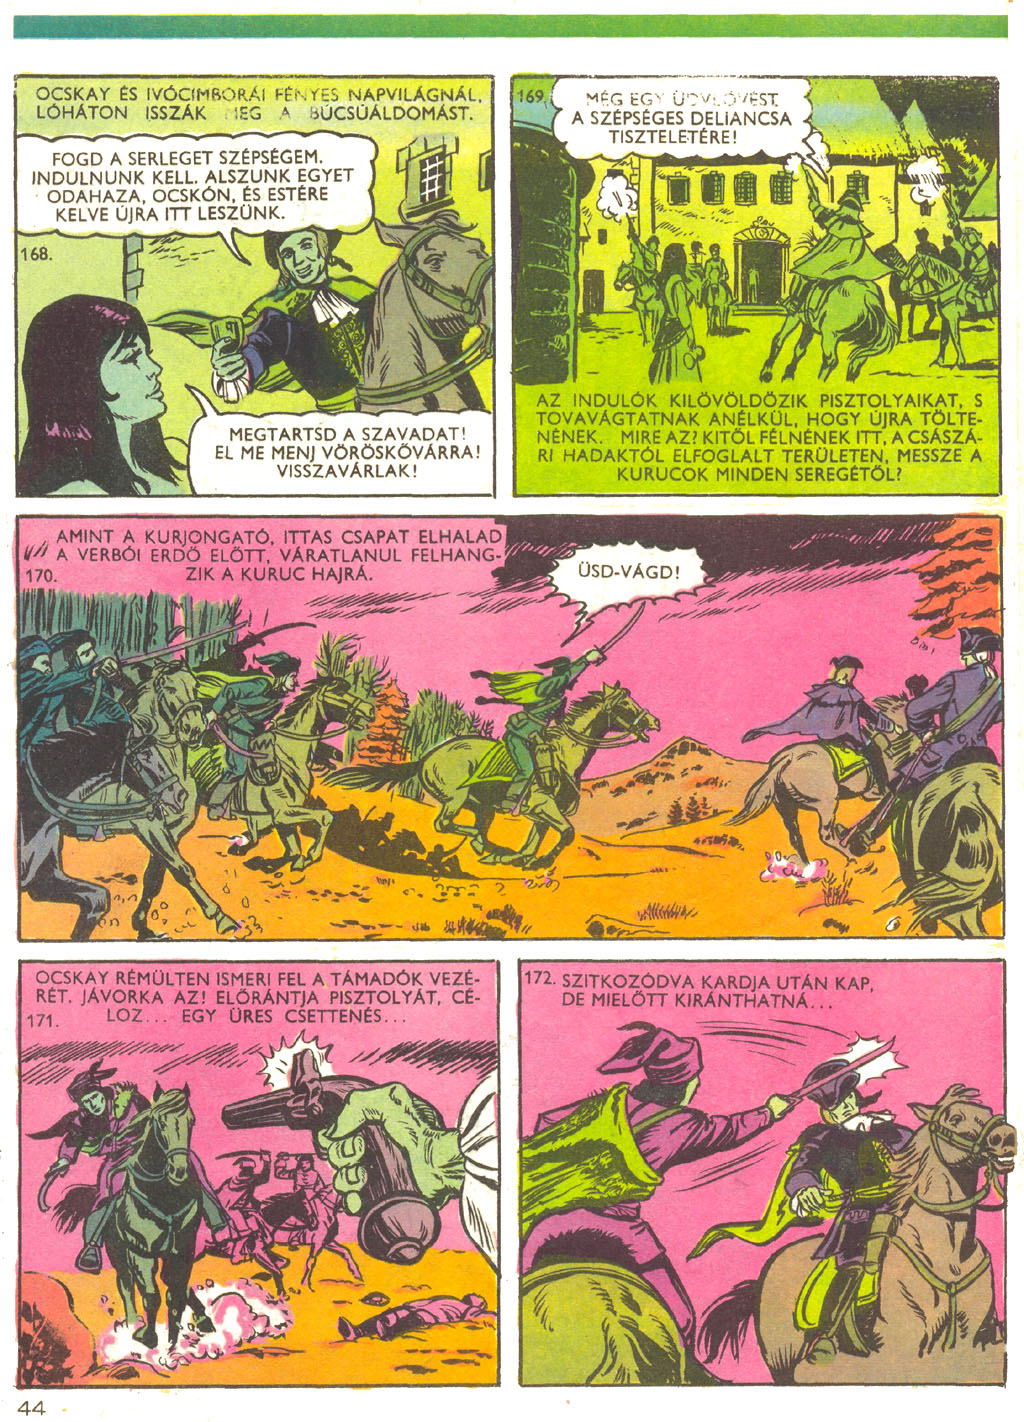 OCSKAY ÉS IVÓCIMBORÁI FÉNYES NAPVILÁGNÁL,
LÓHÁTON ISSZÁK MEG A BÚCSÚÁLDOMÁST.
FOGD A SERLEGET SZÉPSÉGEM.
INDULNUNK KELL. ALSZUNK EGYET
ODAHAZA, OCSKÓN, ÉS ESTÉRE
KELVE ÚJRA ITT LESZÜNK.
168.
MEGTARTSD A SZAVADAT!
EL ME MENJ VÖRÖSKŐVÁRRA!
VISSZAVÁRLAK!
169.
MÉG EGY ÜDVLÖVÉST,
A SZÉPSÉGES DELIANCSA
TISZTELETÉRE!
AZ INDULÓK KILÖVÖLDÖZIK PISZTOLYAIKAT, S
TOVAVÁGTATNAK ANÉLKÜL, HOGY ÚJRA TÖLTE-
NÉNEK. MIRE AZ? KITŐL FÉLNÉNEK ITT, A CSÁSZÁ-
RI HADAKTÓL ELFOGLALT TERÜLETEN, MESSZE A
KURUCOK MINDEN SEREGÉTŐL?
AMINT A KURJONGATÓ, ITTAS CSAPAT ELHALAD
A VERBÓI ERDŐ ELŐTT, VÁRATLANUL FELHANG-
170. ZIK A KURUC HAJRÁ.
ÜSD-VÁGD!
OCSKAY RÉMÜLTEN ISMERI FEL A TÁMADÓK VEZÉ-
RÉT. JÁVORKA AZ! ELŐRÁNTJA PISZTOLYÁT, CÉ-
171. LOZ... EGY ÜRES CSETTENÉS...
172. SZITKOZÓDVA KARDJA UTÁN KAP,
DE MIELŐTT KIRÁNTHATNÁ...
44